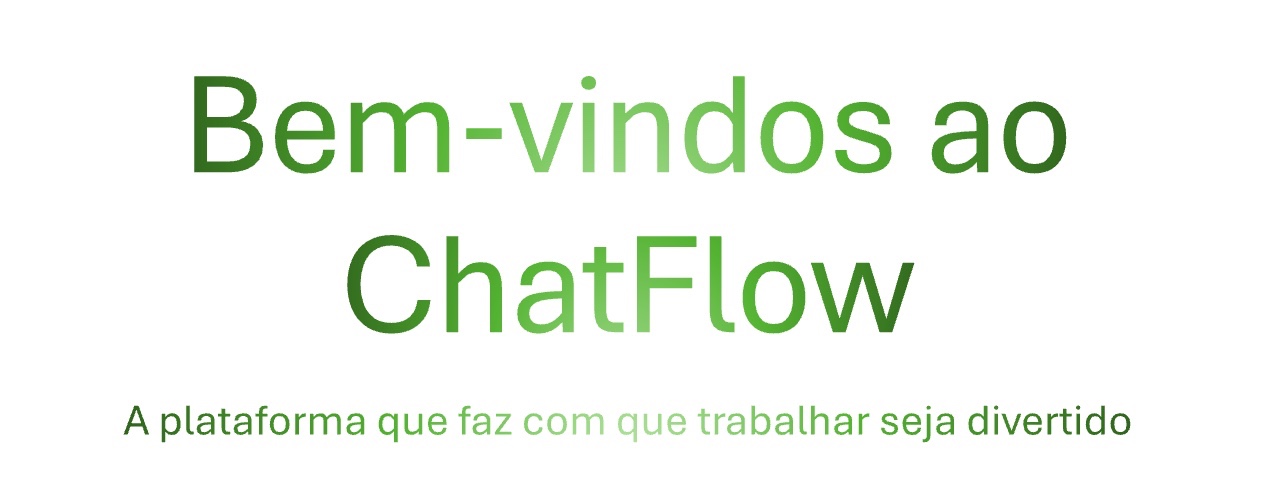 Bem-vindos ao
ChatFlow
A plataforma que faz com que trabalhar seja divertido